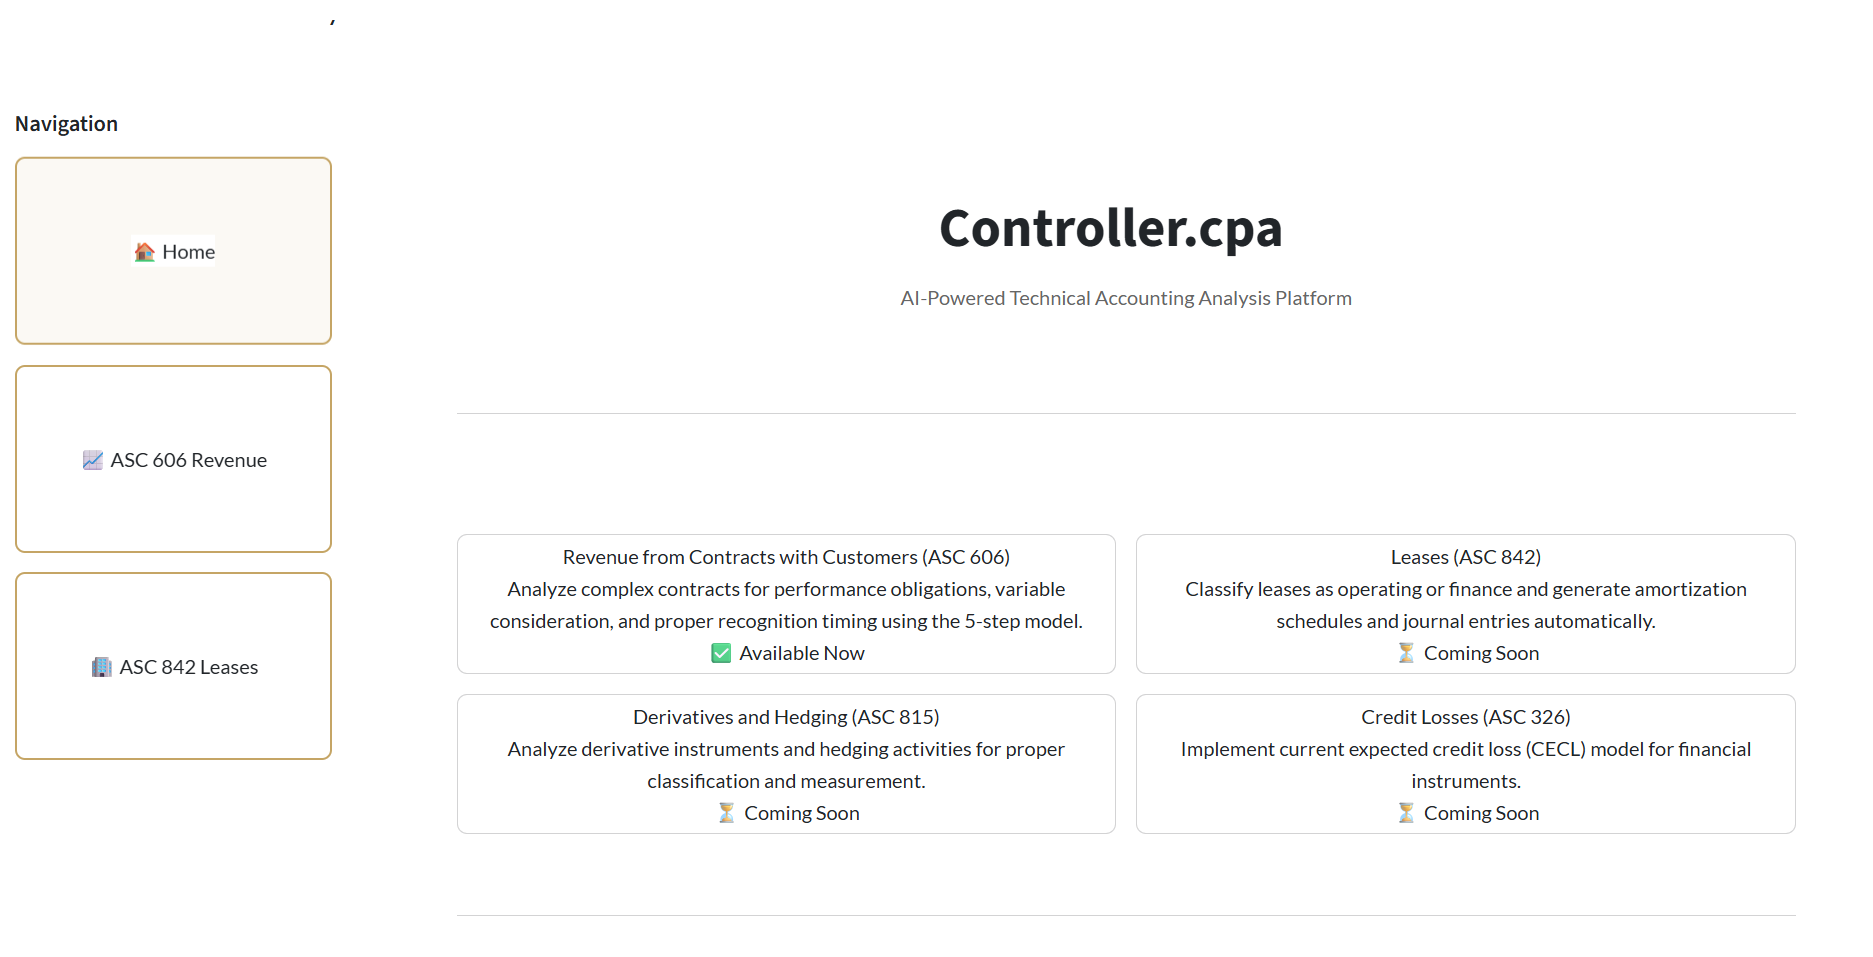 Navigation
🏠 Home
📈 ASC 606 Revenue
🏢 ASC 842 Leases
Controller.cpa
AI-Powered Technical Accounting Analysis Platform
Revenue from Contracts with Customers (ASC 606)
Analyze complex contracts for performance obligations, variable
consideration, and proper recognition timing using the 5-step model.
✅ Available Now
Leases (ASC 842)
Classify leases as operating or finance and generate amortization
schedules and journal entries automatically.
⏳ Coming Soon
Derivatives and Hedging (ASC 815)
Analyze derivative instruments and hedging activities for proper
classification and measurement.
⏳ Coming Soon
Credit Losses (ASC 326)
Implement current expected credit loss (CECL) model for financial
instruments.
⏳ Coming Soon